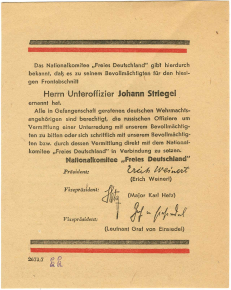 Das Nationalkomitee „Freies Deutschland" gibt hierdurch
bekannt, daß es zu seinem Bevollmächtigten für den hiesi-
gen Frontabschnitt
Herrn Unteroffizier Johann Striegel
ernannt hat.
Alle in Gefangenschaft geratenen deutschen Wehrmachts-
angehörigen sind berechtigt, die russischen Offiziere um
Vermittlung einer Unterredung mit unserem Bevollmächtig-
ten zu bitten oder sich schriftlich mit unserem Bevollmächtig-
ten bzw. durch dessen Vermittlung direkt mit dem National-
komitee „Freies Deutschland" in Verbindung zu setzen.
Nationalkomitee „Freies Deutschland"
Präsident: Erich Weinert
(Erich Weinert)
Vizepräsident:
(Major Karl Hetz)
Vizepräsident:
(Leutnant Graf von Einsiedel)